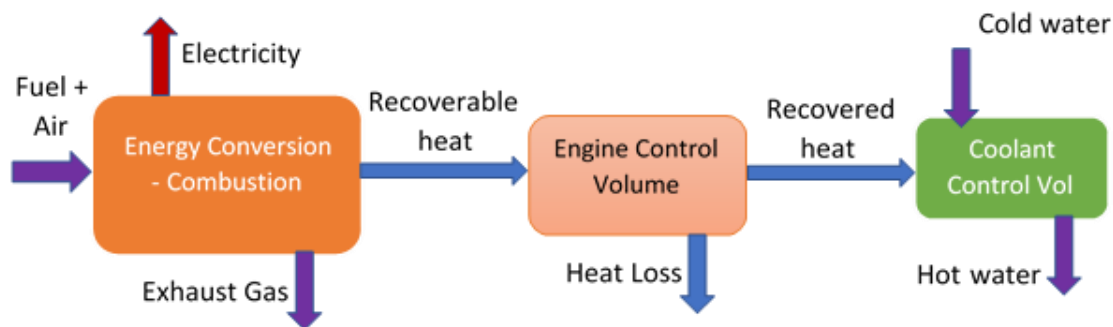 Electricity
Fuel +
Air
Energy Conversion
- Combustion
Exhaust Gas
Recoverable
heat
Engine Control
Volume
Heat Loss
Recovered
heat
Cold water
Coolant
Control Vol
Hot water